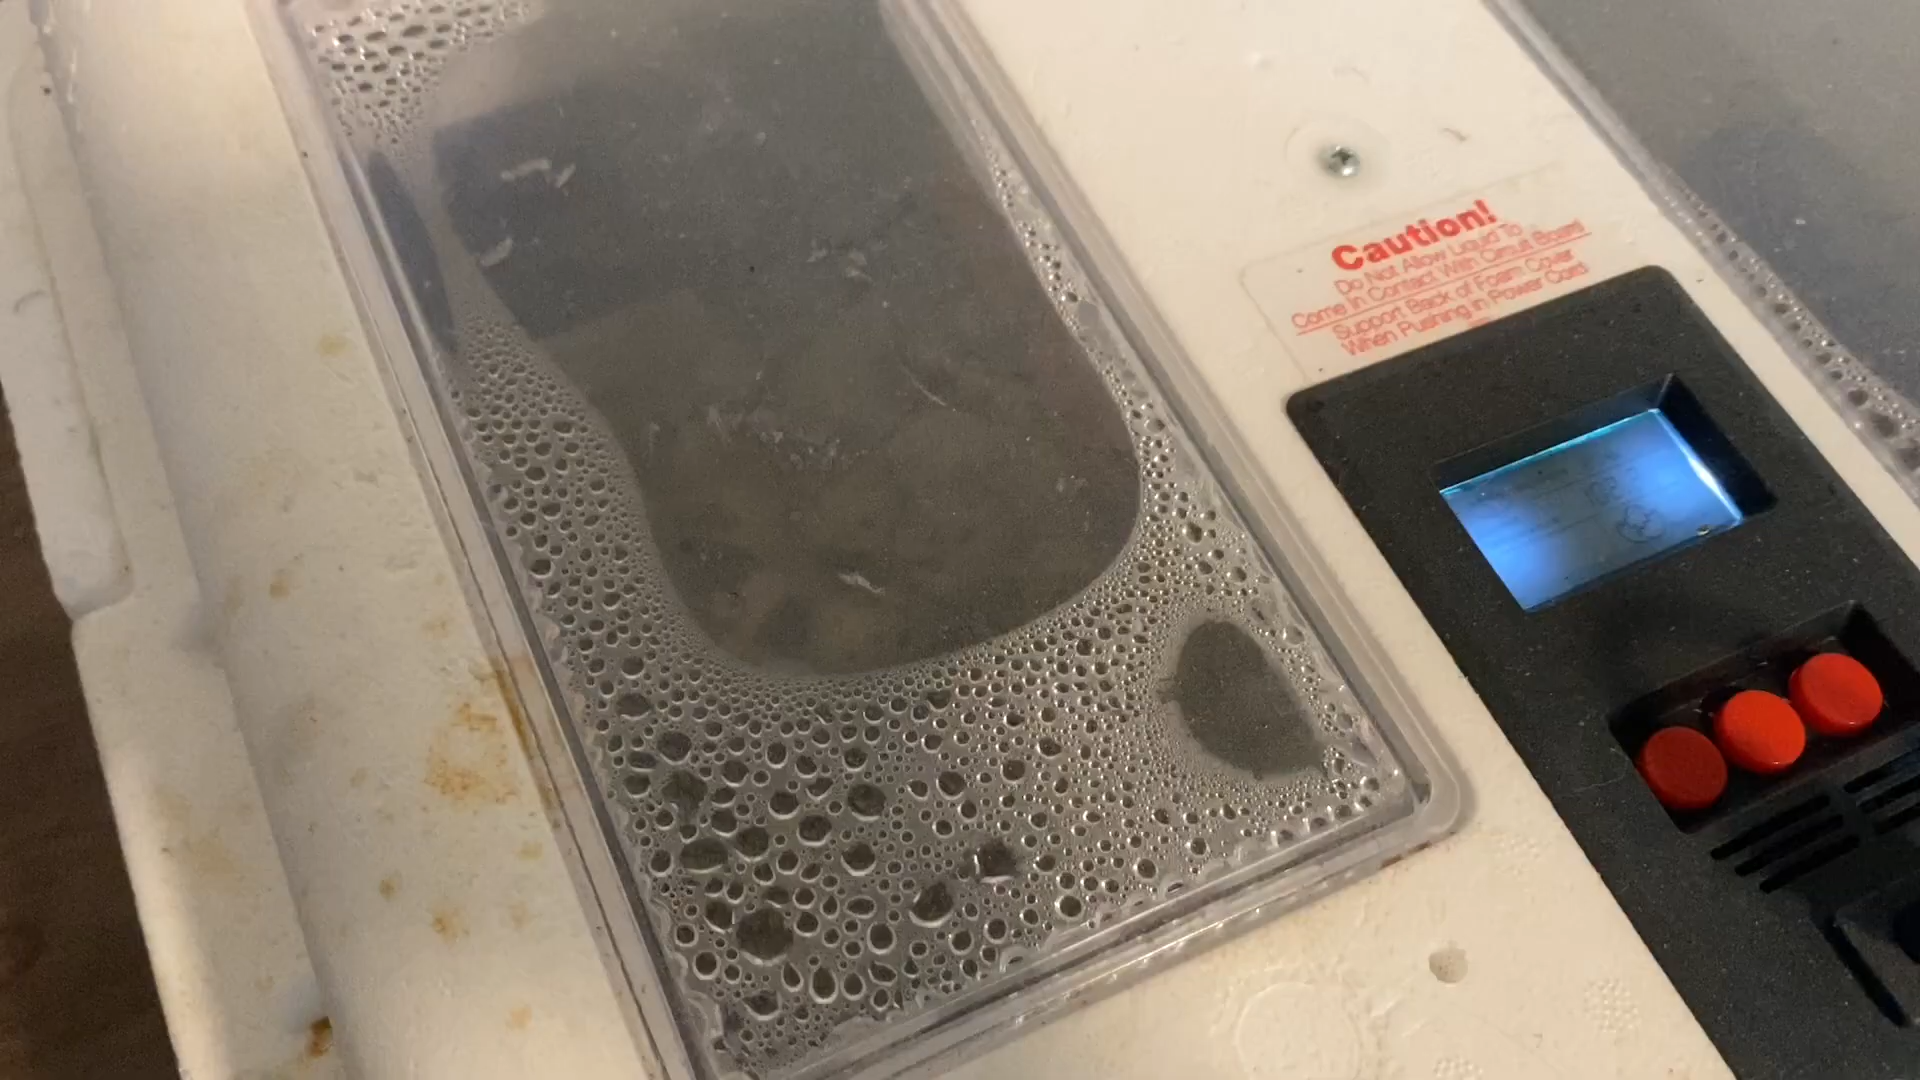 Caution!
Do Not Allow Liquid To
Come In Contact With Circuit Board
Support Back of Foam Cover
When Pushing in Power Cord